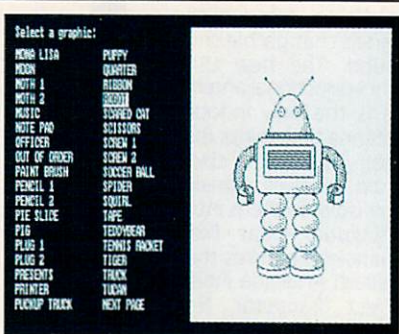 Select a graphic:
MONA LISA PUPPY
MOON QUARTER
MOTH 1 RIBBON
MOTH 2 ROBOT
MUSIC SCARED CAT
NOTE PAD SCISSORS
OFFICER SCREW 1
OUT OF ORDER SCREW 2
PAINT BRUSH SOCCER BALL
PENCIL 1 SPIDER
PENCIL 2 SQUIRL
PIE SLICE TAPE
PIG TEDDYBEAR
PLUG 1 TENNIS RACKET
PLUG 2 TIGER
PRESENTS TRUCK
PRINTER TUCAN
PUCKUP TRUCK NEXT PAGE